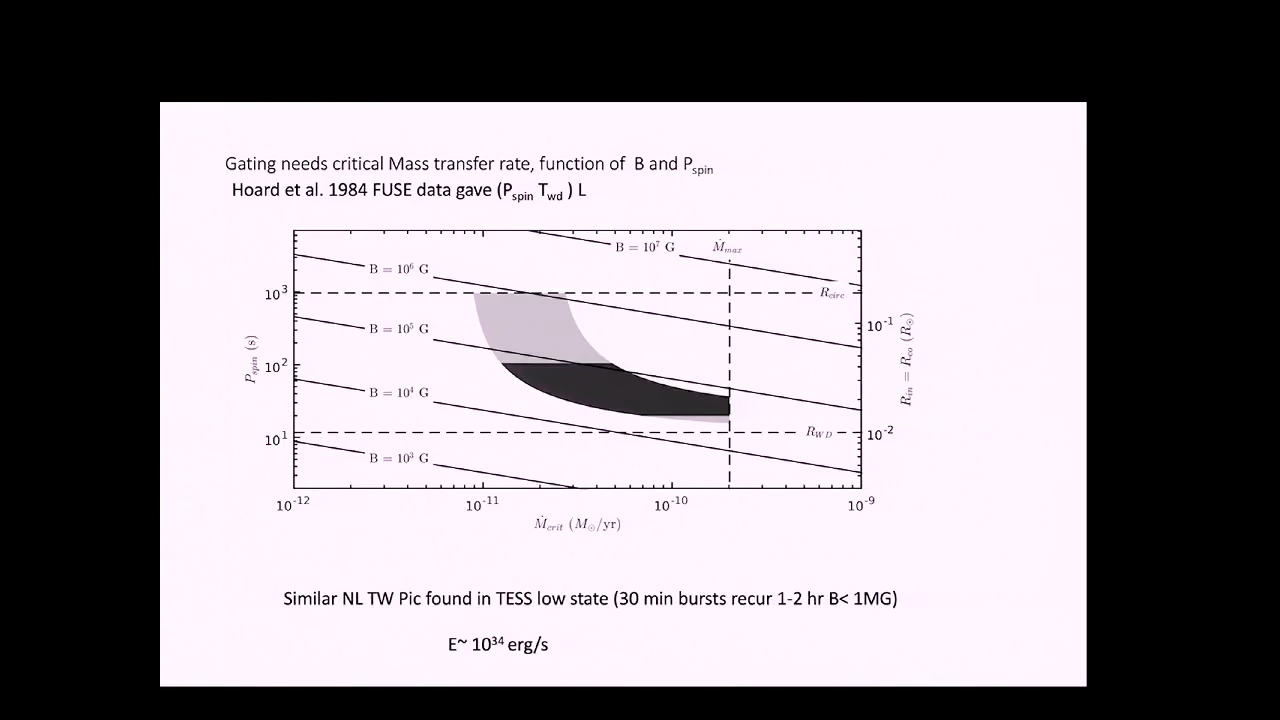 Gating needs critical Mass transfer rate, function of B and Pspin
Hoard et al. 1984 FUSE data gave (Pspin Twd ) L
B = 10⁷ G
Ṁmax
B = 10⁶ G
10³
Rcirc
B = 10⁵ G
10⁻¹
Pspin (s)
Rin = Rco (R☉)
10²
B = 10⁴ G
10¹
RWD
10⁻²
B = 10³ G
10⁻¹²
10⁻¹¹
10⁻¹⁰
10⁻⁹
Ṁcrit (M☉/yr)
Similar NL TW Pic found in TESS low state (30 min bursts recur 1-2 hr B< 1MG)
E~ 10³⁴ erg/s